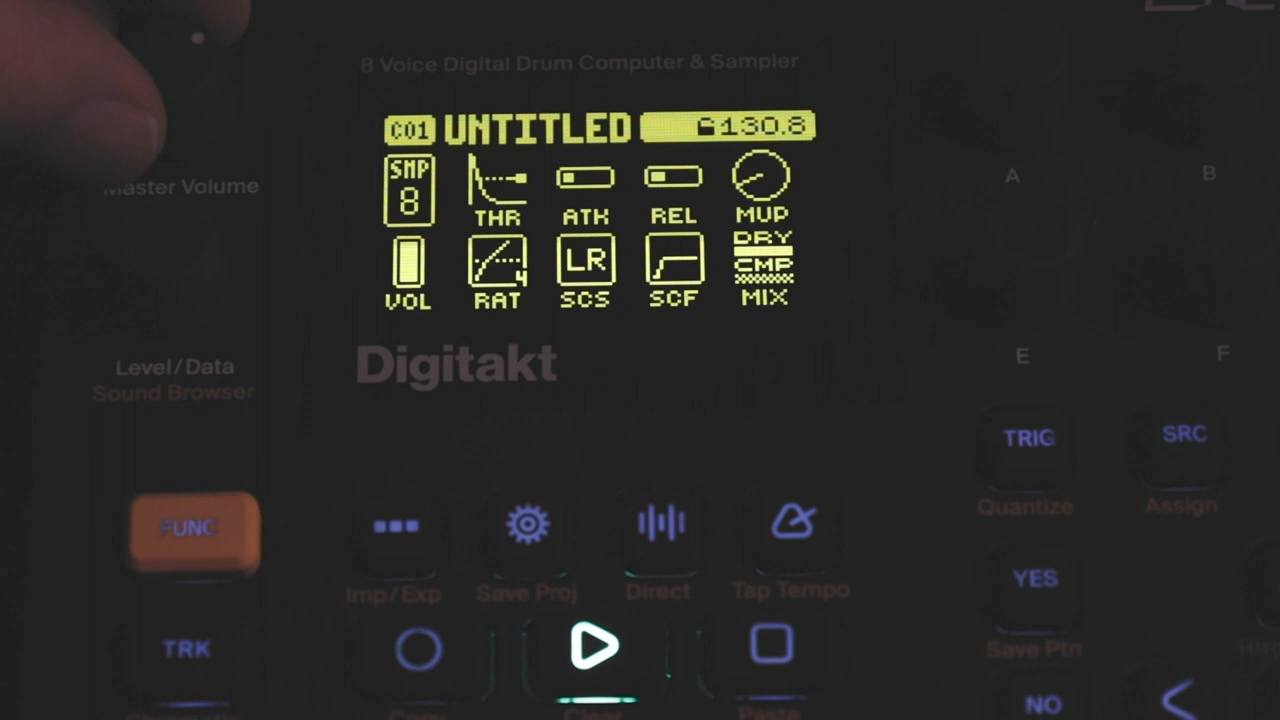 8 Voice Digital Drum Computer & Sampler
C01 UNTITLED 130.8
SMP
8
THR ATK REL MUP
DRY
CMP
4
LR
VOL RAT SCS SCF MIX
Master Volume
A B
Digitakt
Level/Data
Sound Browser
E F
TRIG SRC
Quantize Assign
FUNC
Imp/Exp Save Proj Direct Tap Tempo
YES
Save Ptn
TRK
NO
Clear
Paste